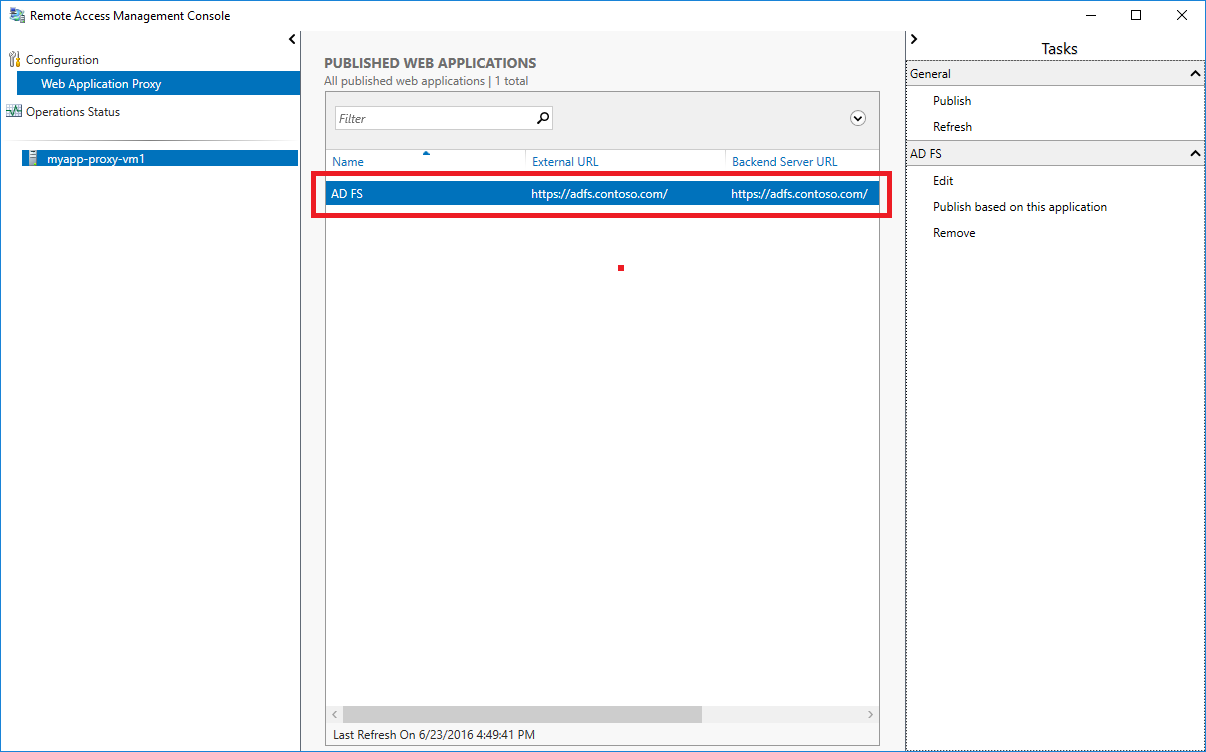 Remote Access Management Console
Configuration
Web Application Proxy
Operations Status
myapp-proxy-vm1
PUBLISHED WEB APPLICATIONS
All published web applications | 1 total
Filter
Name External URL Backend Server URL
AD FS https://adfs.contoso.com/ https://adfs.contoso.com/
Last Refresh On 6/23/2016 4:49:41 PM
Tasks
General
Publish
Refresh
AD FS
Edit
Publish based on this application
Remove